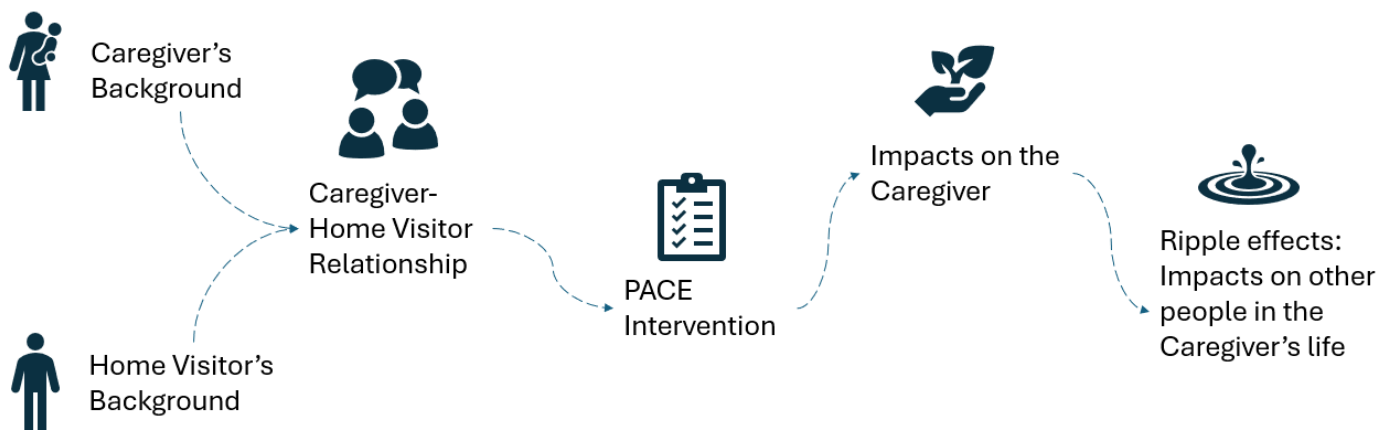 Caregiver's
Background
Home Visitor's
Background
Caregiver-
Home Visitor
Relationship
PACE
Intervention
Impacts on the
Caregiver
Ripple effects:
Impacts on other
people in the
Caregiver's life